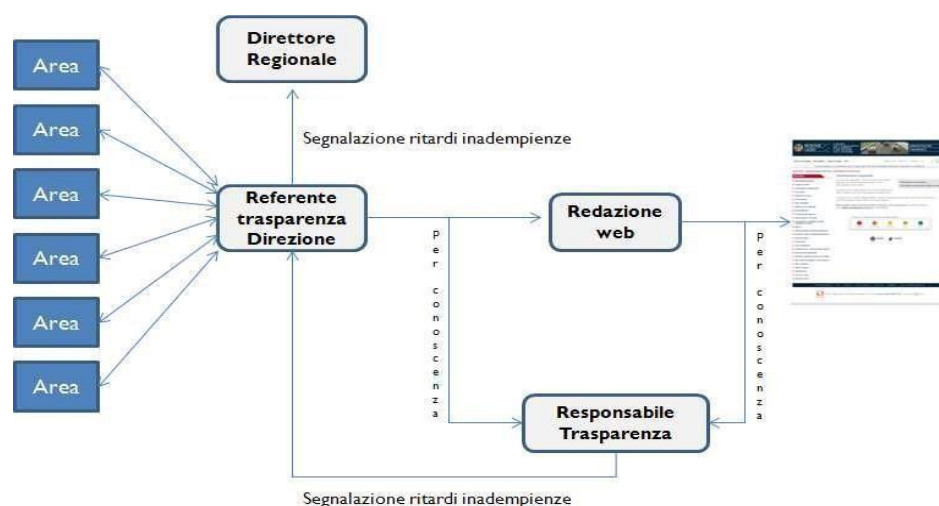 Area
Area
Area
Area
Area
Area
Direttore
Regionale
Segnalazione ritardi inadempienze
Referente
trasparenza
Direzione
Per conoscenza
Redazione
web
Per conoscenza
Responsabile
Trasparenza
Segnalazione ritardi inadempienze